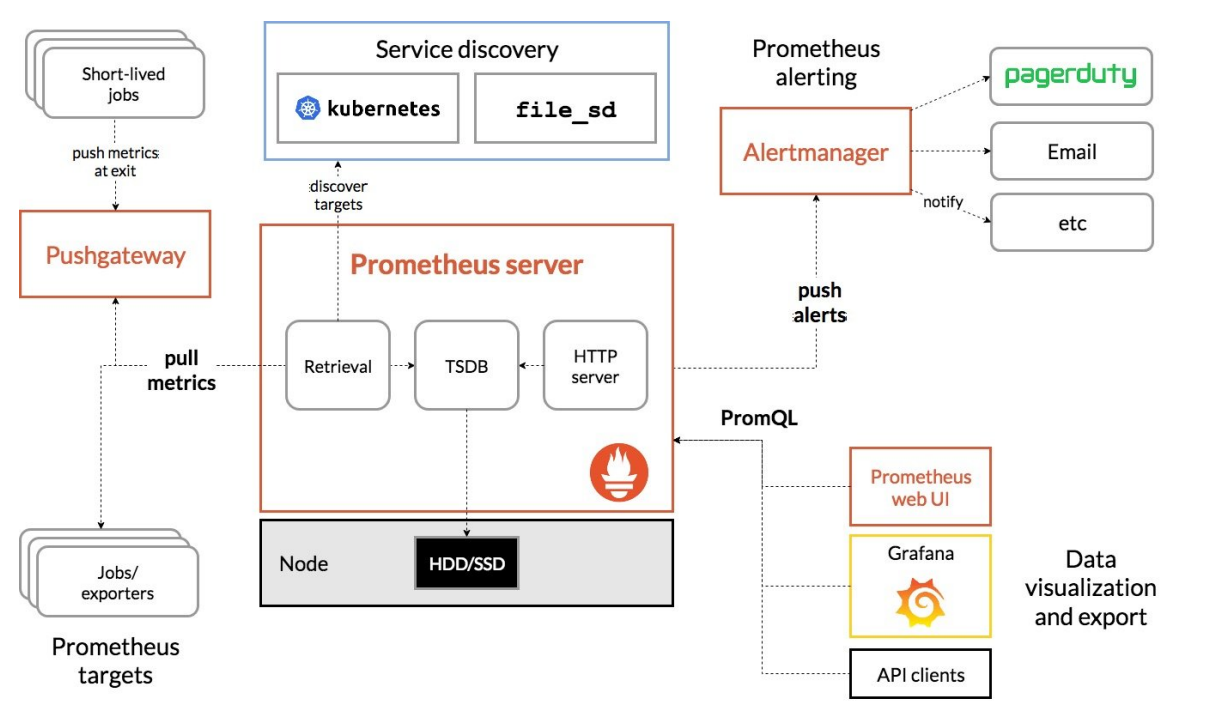 Short-lived
jobs
push metrics
at exit
Pushgateway
pull
metrics
Jobs/
exporters
Prometheus
targets
Service discovery
kubernetes
file_sd
discover
targets
Prometheus server
Retrieval
TSDB
HTTP
server
Node
HDD/SSD
Prometheus
alerting
Alertmanager
pagerduty
Email
notify
etc
push
alerts
PromQL
Prometheus
web UI
Grafana
API clients
Data
visualization
and export